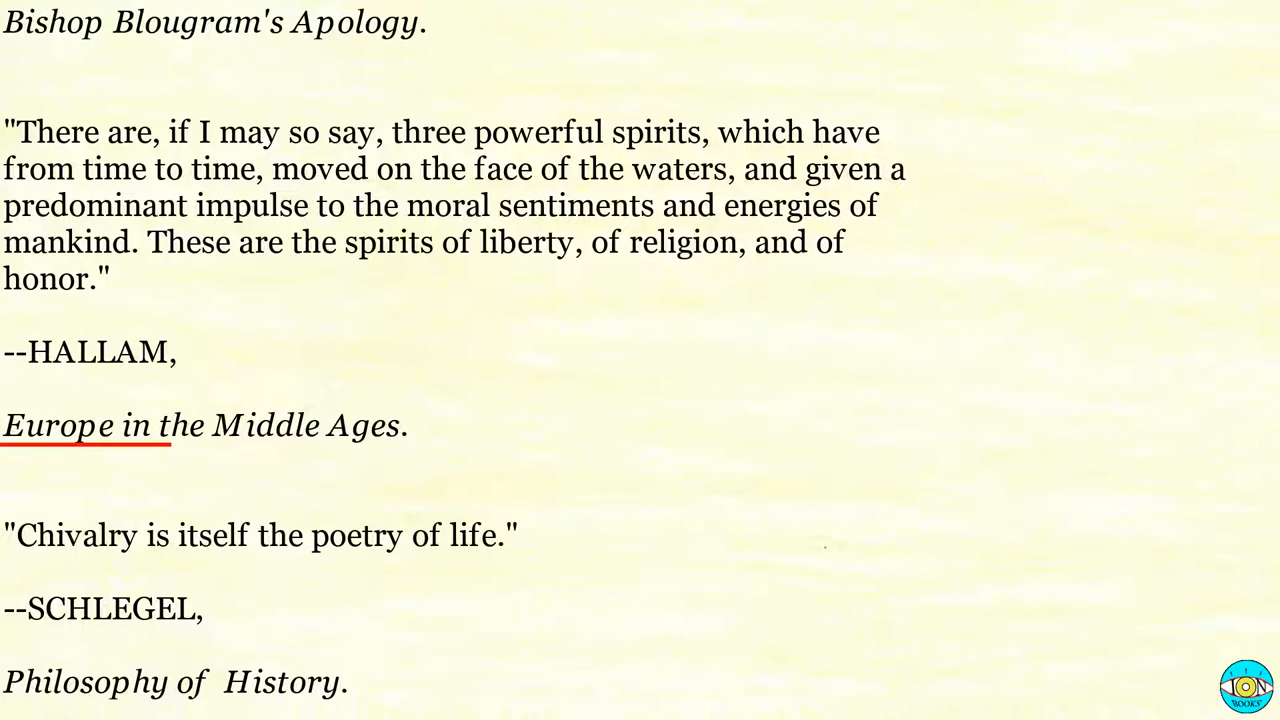 Bishop Blougram's Apology.
"There are, if I may so say, three powerful spirits, which have
from time to time, moved on the face of the waters, and given a
predominant impulse to the moral sentiments and energies of
mankind. These are the spirits of liberty, of religion, and of
honor."
--HALLAM,
Europe in the Middle Ages.
"Chivalry is itself the poetry of life."
--SCHLEGEL,
Philosophy of History.
ION
BOOKS